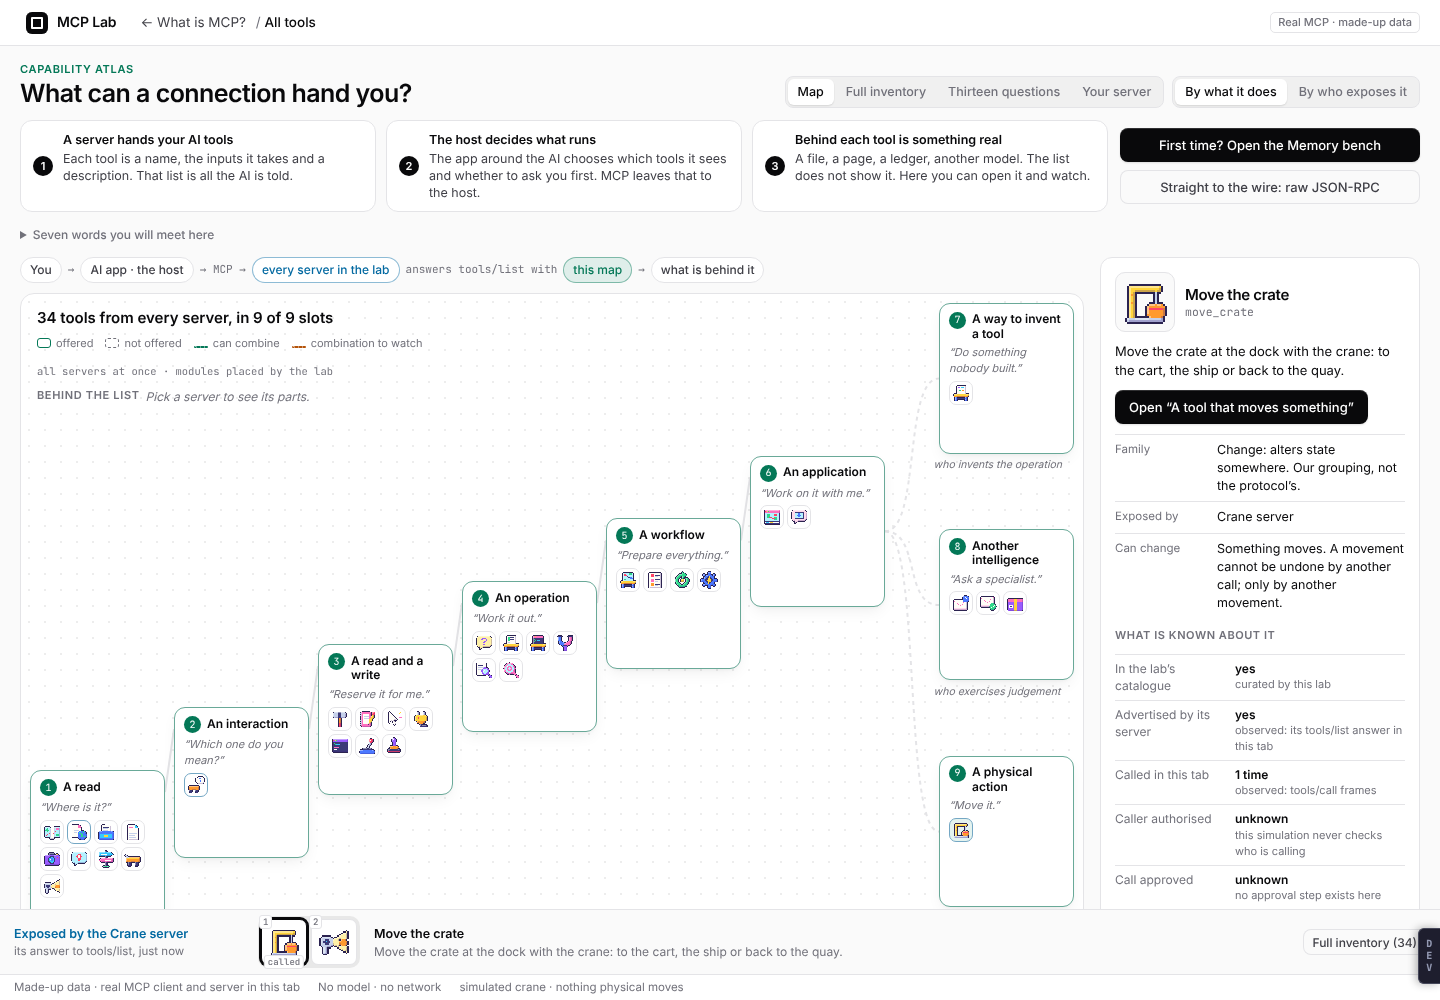 MCP Lab
← What is MCP? / All tools
Real MCP · made-up data
CAPABILITY ATLAS
What can a connection hand you?
Map
Full inventory
Thirteen questions
Your server
By what it does
By who exposes it
1
A server hands your AI tools
Each tool is a name, the inputs it takes and a
description. That list is all the AI is told.
2
The host decides what runs
The app around the AI chooses which tools it sees
and whether to ask you first. MCP leaves that to
the host.
3
Behind each tool is something real
A file, a page, a ledger, another model. The list
does not show it. Here you can open it and watch.
First time? Open the Memory bench
Straight to the wire: raw JSON-RPC
▶ Seven words you will meet here
You → AI app · the host → MCP → every server in the lab answers tools/list with this map → what is behind it
34 tools from every server, in 9 of 9 slots
offered not offered can combine combination to watch
all servers at once · modules placed by the lab
BEHIND THE LIST Pick a server to see its parts.
7 A way to invent
a tool
“Do something
nobody built.”
who invents the operation
6 An application
“Work on it with me.”
5 A workflow
“Prepare everything.”
8 Another
intelligence
“Ask a specialist.”
who exercises judgement
4 An operation
“Work it out.”
3 A read and a
write
“Reserve it for me.”
2 An interaction
“Which one do you
mean?”
1 A read
“Where is it?”
9 A physical
action
“Move it.”
Move the crate
move_crate
Move the crate at the dock with the crane: to
the cart, the ship or back to the quay.
Open “A tool that moves something”
Family
Change: alters state
somewhere. Our grouping, not
the protocol’s.
Exposed by
Crane server
Can change
Something moves. A movement
cannot be undone by another
call; only by another
movement.
WHAT IS KNOWN ABOUT IT
In the lab’s
catalogue
yes
curated by this lab
Advertised by its
server
yes
observed: its tools/list answer in
this tab
Called in this tab
1 time
observed: tools/call frames
Caller authorised
unknown
this simulation never checks
who is calling
Call approved
unknown
no approval step exists here
Exposed by the Crane server
its answer to tools/list, just now
1
called
2
Move the crate
Move the crate at the dock with the crane: to the cart, the ship or back to the quay.
Full inventory (34)
D
E
V
Made-up data · real MCP client and server in this tab
No model · no network
simulated crane · nothing physical moves